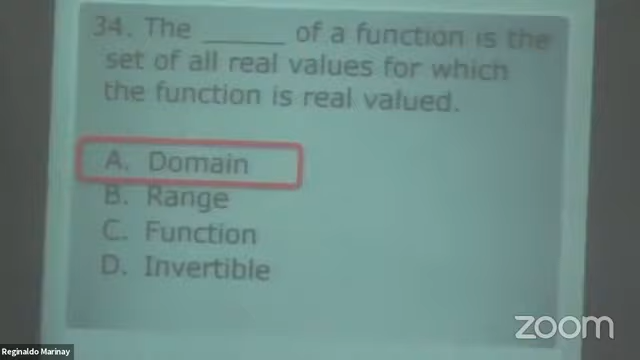 34. The ______ of a function is the
set of all real values for which
the function is real valued.
A. Domain
B. Range
C. Function
D. Invertible
zoom
Reginaldo Marinay